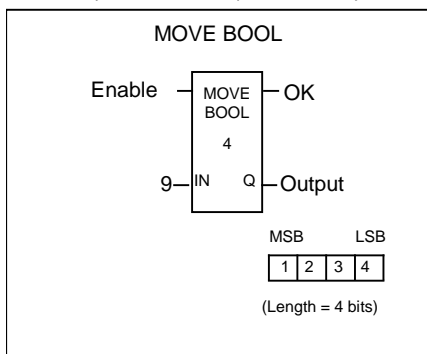 MOVE BOOL
Enable
MOVE
BOOL
OK
4
9
IN
Q
Output
MSB LSB
1 2 3 4
(Length = 4 bits)